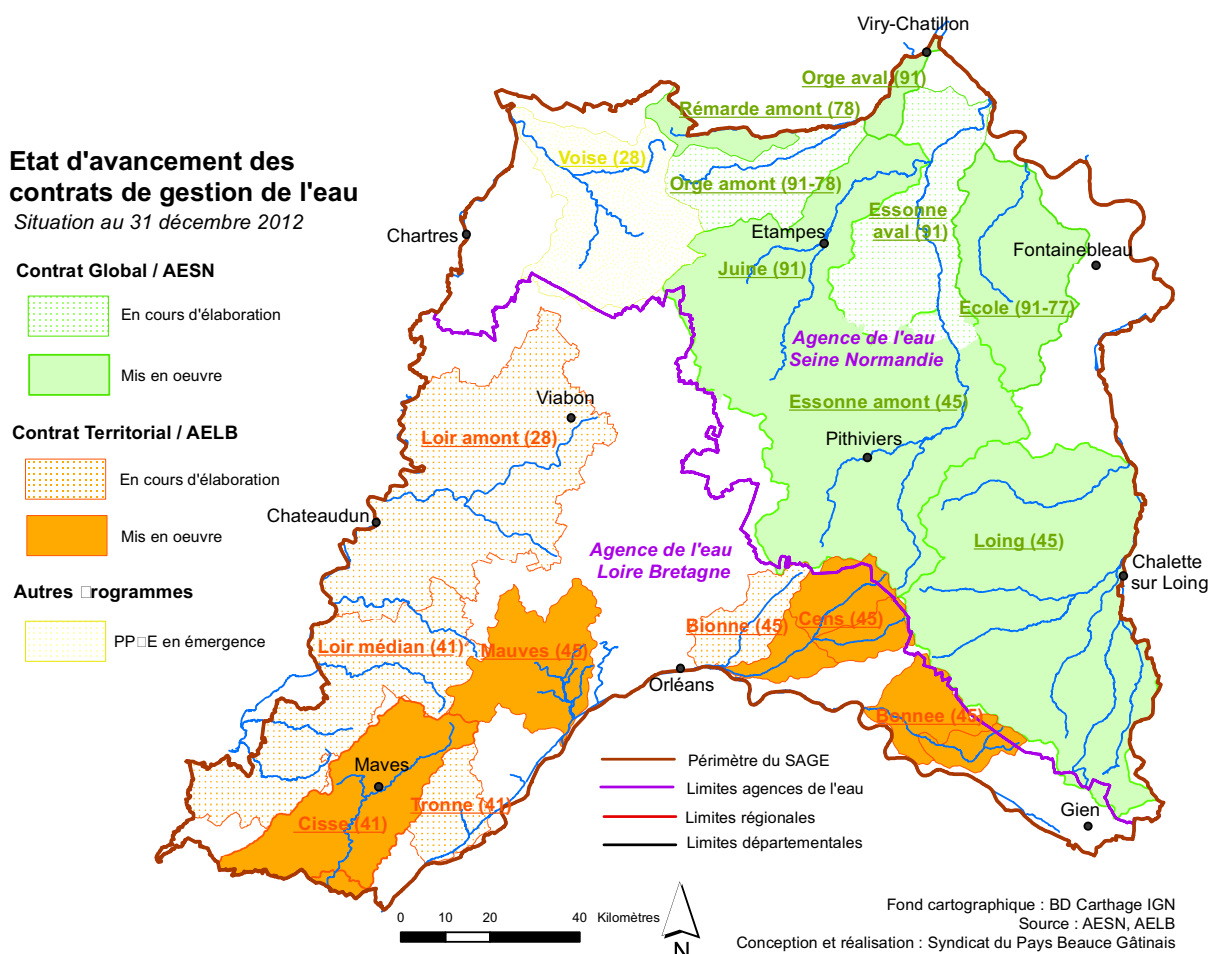 Etat d'avancement des
contrats de gestion de l'eau
Situation au 31 décembre 2012
Contrat Global / AESN
En cours d'élaboration
Mis en oeuvre
Contrat Territorial / AELB
En cours d'élaboration
Mis en oeuvre
Autres □rogrammes
PP□E en émergence
Viry-Chatillon
Orge aval (91)
Rémarde amont (78)
Voise (28)
Orge amont (91-78)
Essonne
aval (91)
Chartres
Etampes
Fontainebleau
Juine (91)
Ecole (91-77)
Agence de l'eau
Seine Normandie
Viabon
Essonne amont (45)
Loir amont (28)
Pithiviers
Chateaudun
Agence de l'eau
Loire Bretagne
Loing (45)
Chalette
sur Loing
Bionne (45)
Cens (45)
Loir médian (41)
Mauves (45)
Orléans
Bonnee (45)
Maves
Tronne (41)
Cisse (41)
Gien
Périmètre du SAGE
Limites agences de l'eau
Limites régionales
Limites départementales
0 10 20 40 Kilomètres
N
Fond cartographique : BD Carthage IGN
Source : AESN, AELB
Conception et réalisation : Syndicat du Pays Beauce Gâtinais